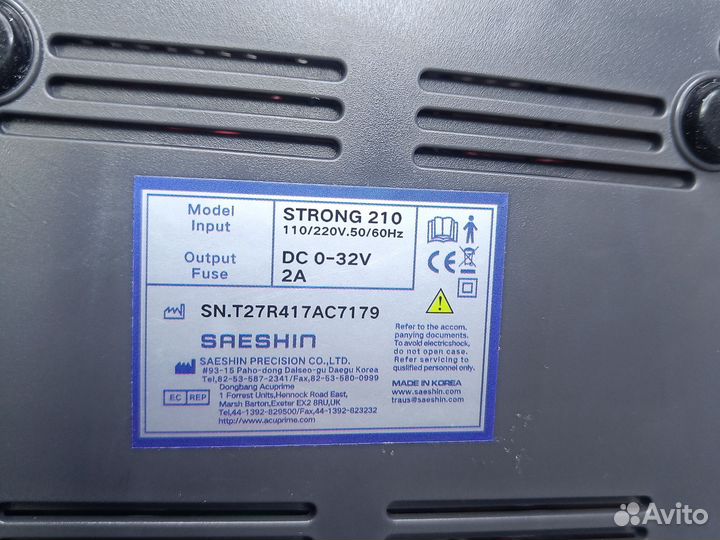 Model STRONG 210
Input 110/220V.50/60Hz
Output DC 0-32V
Fuse 2A
SN.T27R417AC7179
SAESHIN
SAESHIN PRECISION CO.,LTD.
#93-15 Paho-dong Dalseo-gu Daegu Korea
Tel,82-53-587-2341/Fax,82-53-580-0999
EC REP
Dongbang Acuprime
1 Forrest Units,Hennock Road East,
Marsh Barton,Exeter EX2 8RU,UK
Tel,44-1392-829500/Fax,44-1392-823232
http://www.acuprime.com
CE
Refer to the accom,
panying documents.
To avoid electricshock,
do not open case.
Refer servicing to
qualified personnel
only.
MADE IN KOREA
www.saeshin.com
traus@saeshin.com
Avito